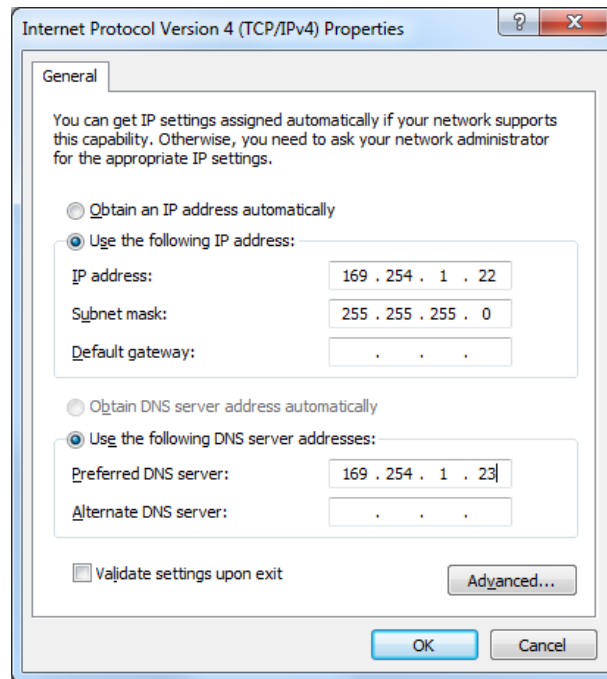 Internet Protocol Version 4 (TCP/IPv4) Properties
General
You can get IP settings assigned automatically if your network supports
this capability. Otherwise, you need to ask your network administrator
for the appropriate IP settings.
Obtain an IP address automatically
Use the following IP address:
IP address: 169 . 254 . 1 . 22
Subnet mask: 255 . 255 . 255 . 0
Default gateway: . . .
Obtain DNS server address automatically
Use the following DNS server addresses:
Preferred DNS server: 169 . 254 . 1 . 23
Alternate DNS server: . . .
Validate settings upon exit
Advanced...
OK Cancel